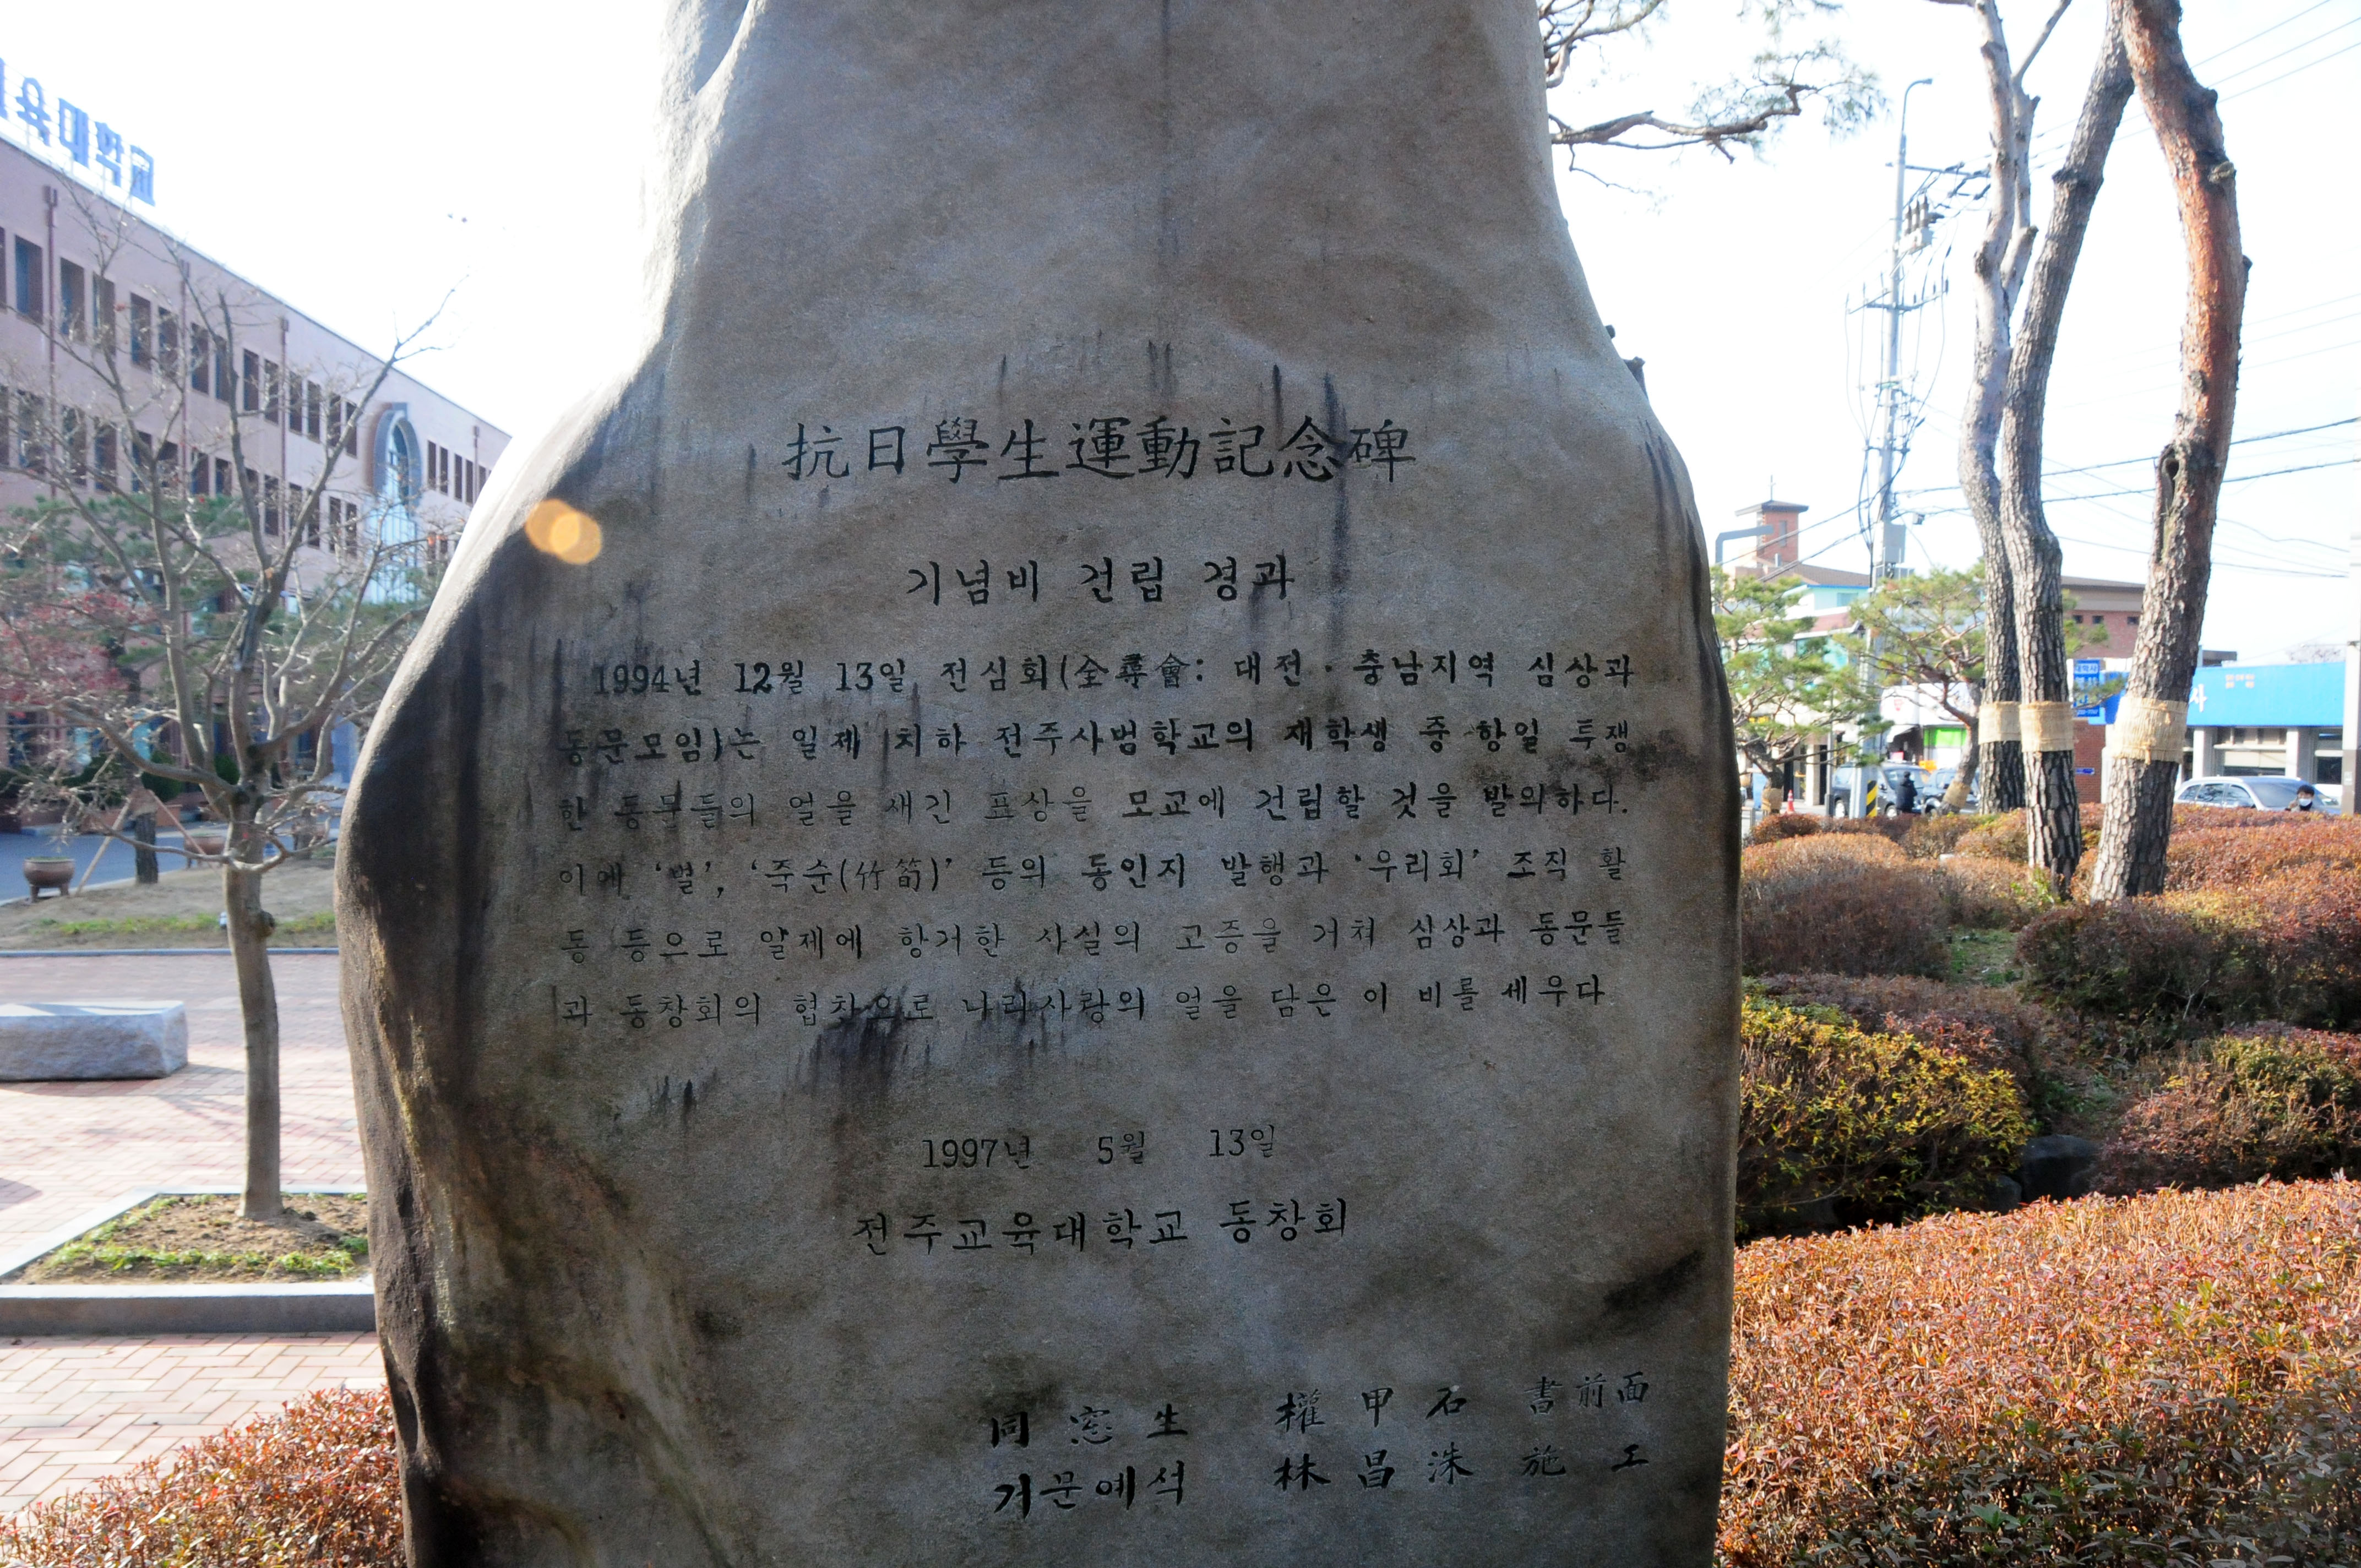 육대학교
抗日學生運動記念碑
기념비 건립 경과
1994년 12월 13일 전심회(全尋會: 대전·충남지역 심상과
동문모임)는 일제 치하 전주사범학교의 재학생 중 항일 투쟁
한 동문들의 얼을 새긴 표상을 모교에 건립할 것을 발의하다.
이에 ‘벌’, ‘죽순(竹筍)’ 등의 동인지 발행과 ‘우리회’ 조직 활
동 등으로 일제에 항거한 사실의 고증을 거쳐 심상과 동문들
과 동창회의 협찬으로 나라사랑의 얼을 담은 이 비를 세우다
1997년 5월 13일
전주교육대학교 동창회
同窓生 權甲石 書前面
거문예석 林昌洙 施工